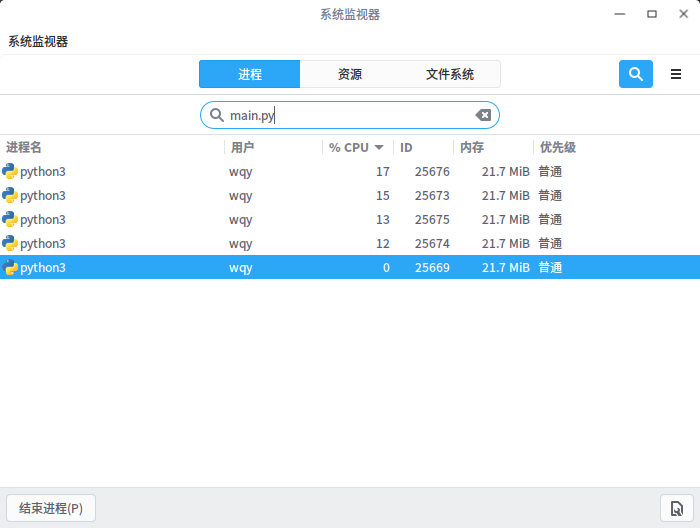 系统监视器
系统监视器
进程 资源 文件系统
main.py
进程名 用户 % CPU ID 内存 优先级
python3 wqy 17 25676 21.7 MiB 普通
python3 wqy 15 25673 21.7 MiB 普通
python3 wqy 13 25675 21.7 MiB 普通
python3 wqy 12 25674 21.7 MiB 普通
python3 wqy 0 25669 21.7 MiB 普通
结束进程(P)